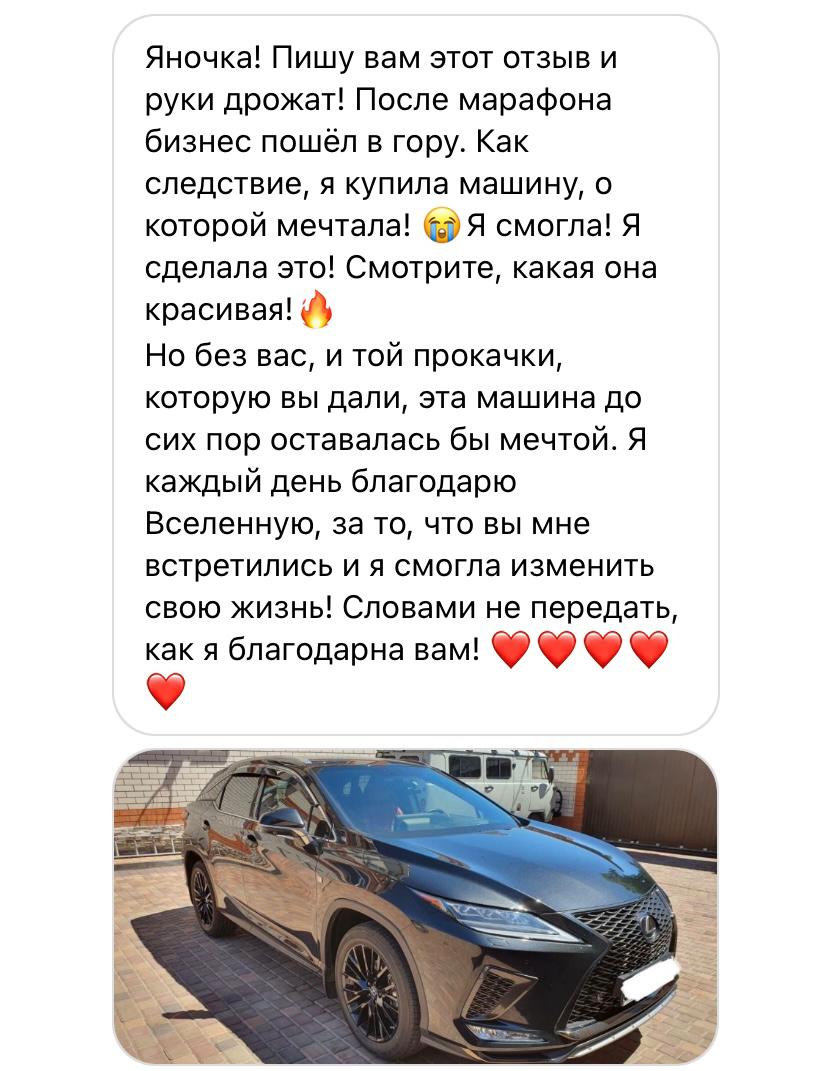 Яночка! Пишу вам этот отзыв и
руки дрожат! После марафона
бизнес пошёл в гору. Как
следствие, я купила машину, о
которой мечтала! 😭Я смогла! Я
сделала это! Смотрите, какая она
красивая!🔥
Но без вас, и той прокачки,
которую вы дали, эта машина до
сих пор оставалась бы мечтой. Я
каждый день благодарю
Вселенную, за то, что вы мне
встретились и я смогла изменить
свою жизнь! Словами не передать,
как я благодарна вам! ❤️❤️❤️❤️
❤️